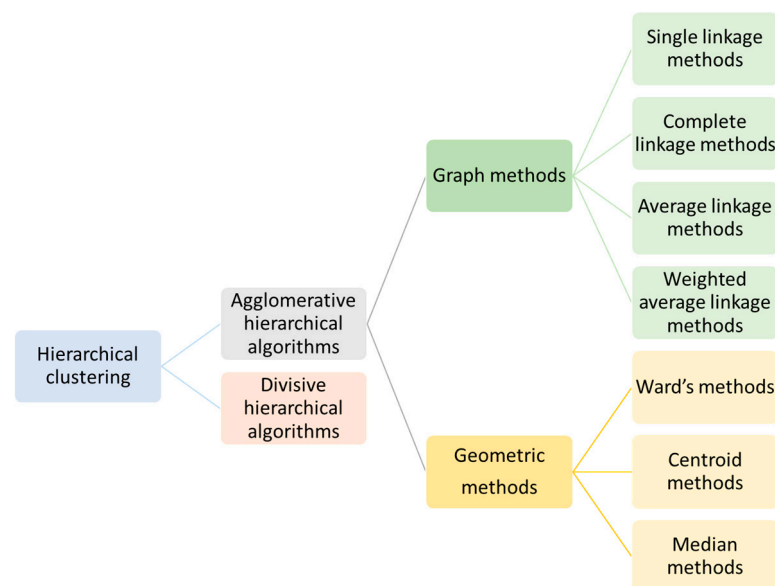 Hierarchical
clustering
Agglomerative
hierarchical
algorithms
Divisive
hierarchical
algorithms
Graph methods
Geometric
methods
Single linkage
methods
Complete
linkage methods
Average linkage
methods
Weighted
average linkage
methods
Ward’s methods
Centroid
methods
Median
methods